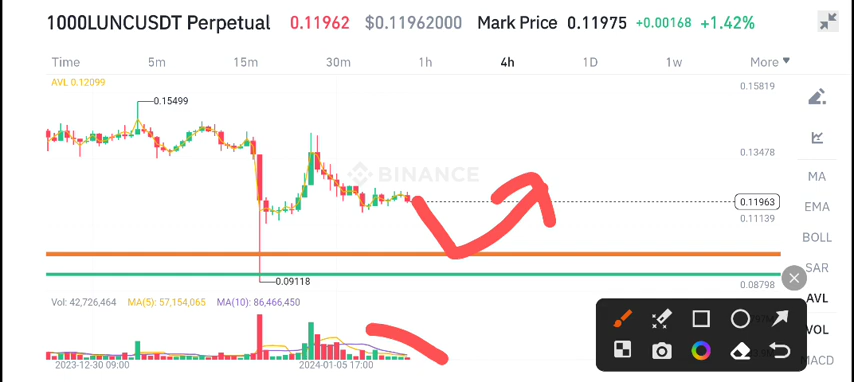 1000LUNCUSDT Perpetual 0.11962 $0.11962000 Mark Price 0.11975 +0.00168 +1.42%
Time 5m 15m 30m 1h 4h 1D 1w More
AVL 0.12099
0.15819
0.15499
0.13478
BINANCE
MA
0.11963
EMA
0.11139
BOLL
SAR
0.09118
0.08798
AVL
Vol: 42,726,464 MA(5): 57,154,065 MA(10): 86,466,450
VOL
MACD
2023-12-30 09:00 2024-01-05 17:00